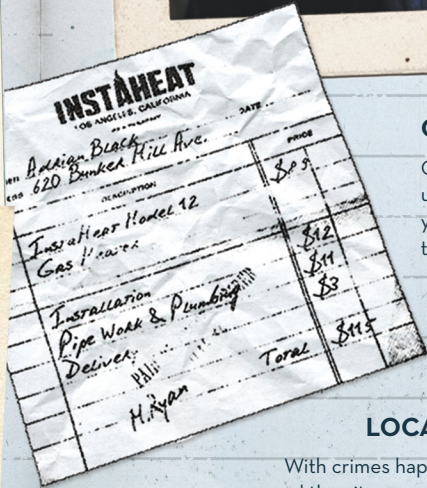 INSTAHEAT
LOS ANGELES, CALIFORNIA
DATE
Adrian Black
620 Bunker Hill Ave.
DESCRIPTION
PRICE
InstaHeat Model 12
Gas Heater
Installation $12
Pipe Work & Plumbing $11
Delivery $3
PAID
Total $115
H.Ryan
LOCA
With crimes hap